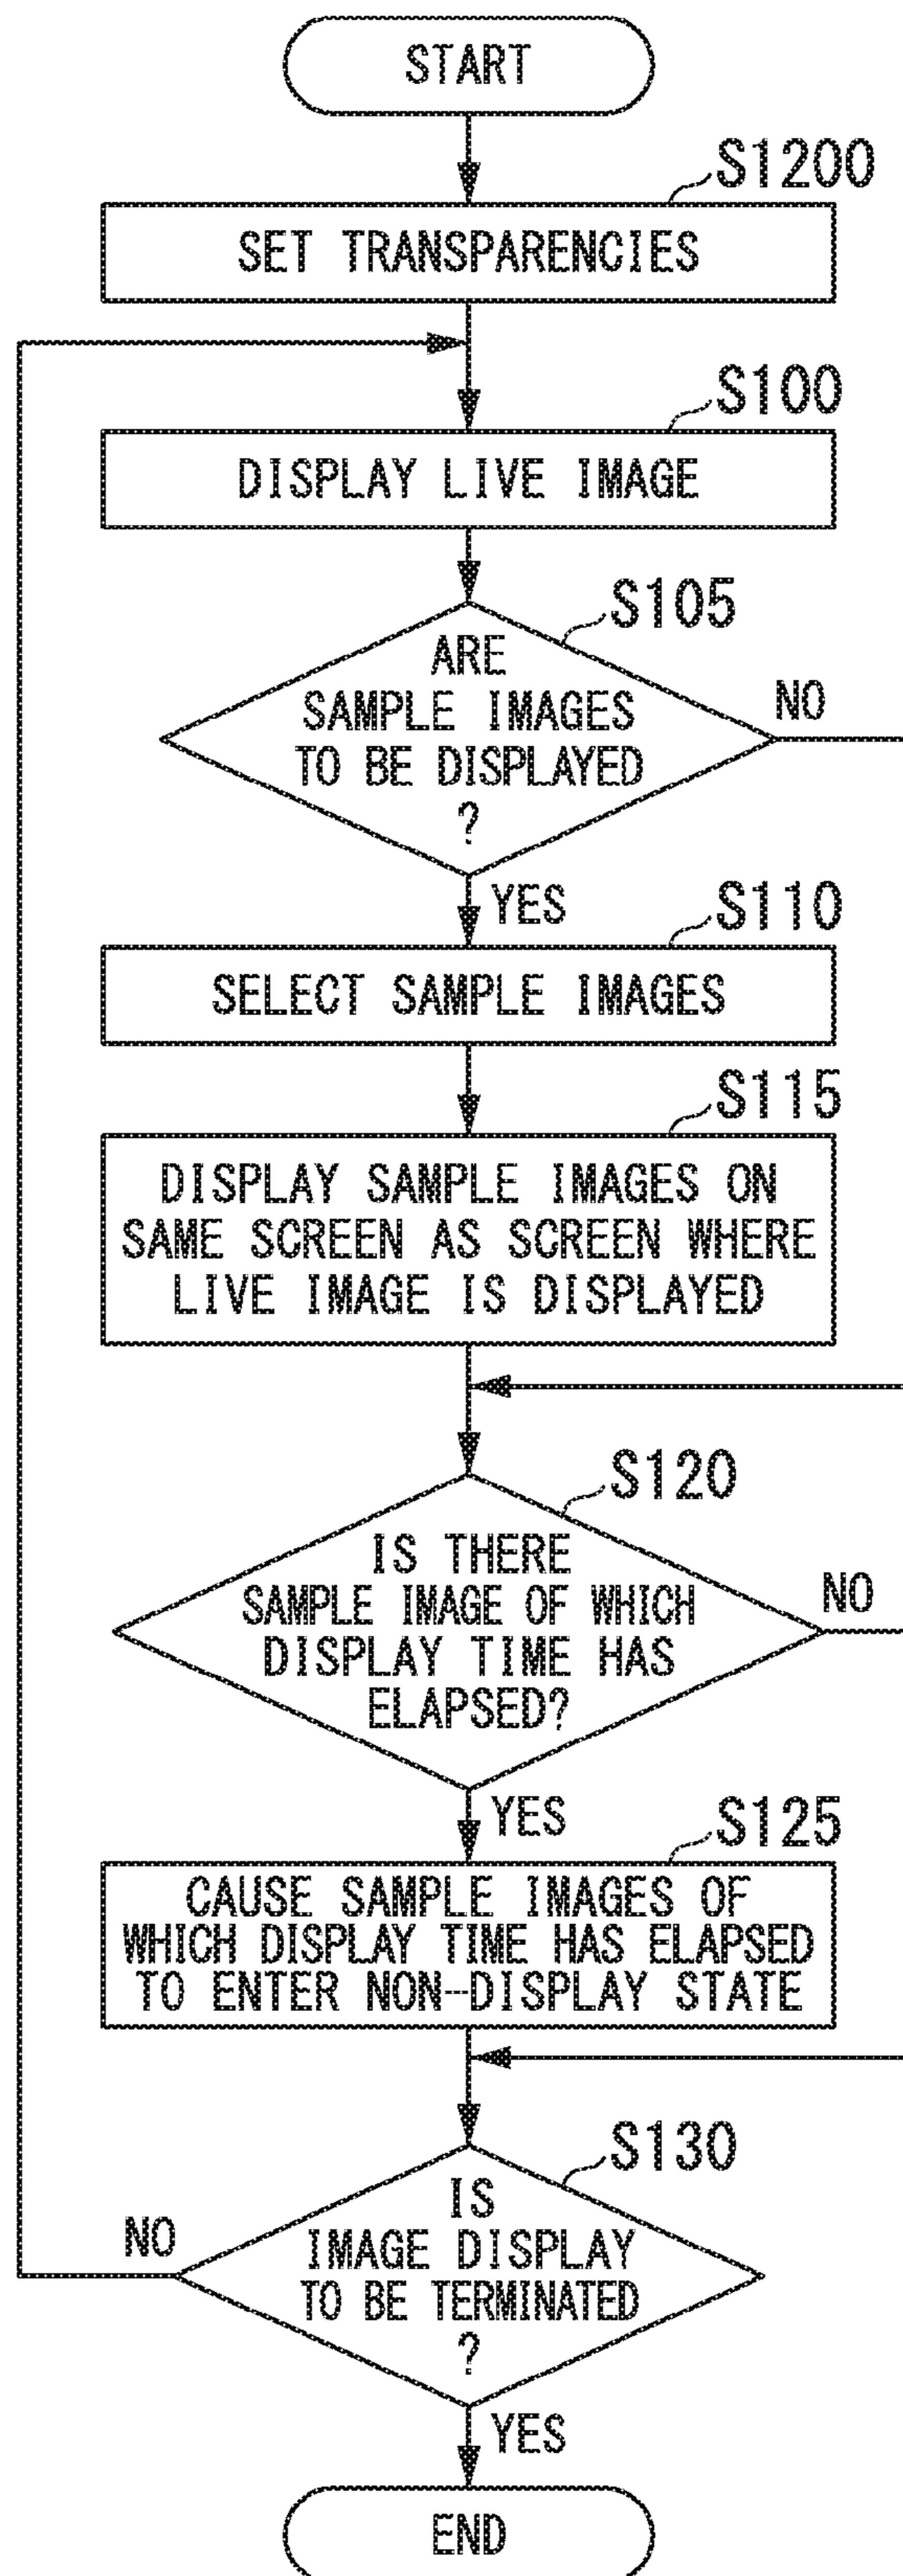 START
S1200
SET TRANSPARENCIES
S100
DISPLAY LIVE IMAGE
S105
ARE
SAMPLE IMAGES
TO BE DISPLAYED
?
NO
YES
S110
SELECT SAMPLE IMAGES
S115
DISPLAY SAMPLE IMAGES ON
SAME SCREEN AS SCREEN WHERE
LIVE IMAGE IS DISPLAYED
S120
IS THERE
SAMPLE IMAGE OF WHICH
DISPLAY TIME HAS
ELAPSED?
NO
YES
S125
CAUSE SAMPLE IMAGES OF
WHICH DISPLAY TIME HAS ELAPSED
TO ENTER NON-DISPLAY STATE
S130
IS
IMAGE DISPLAY
TO BE TERMINATED
?
NO
YES
END